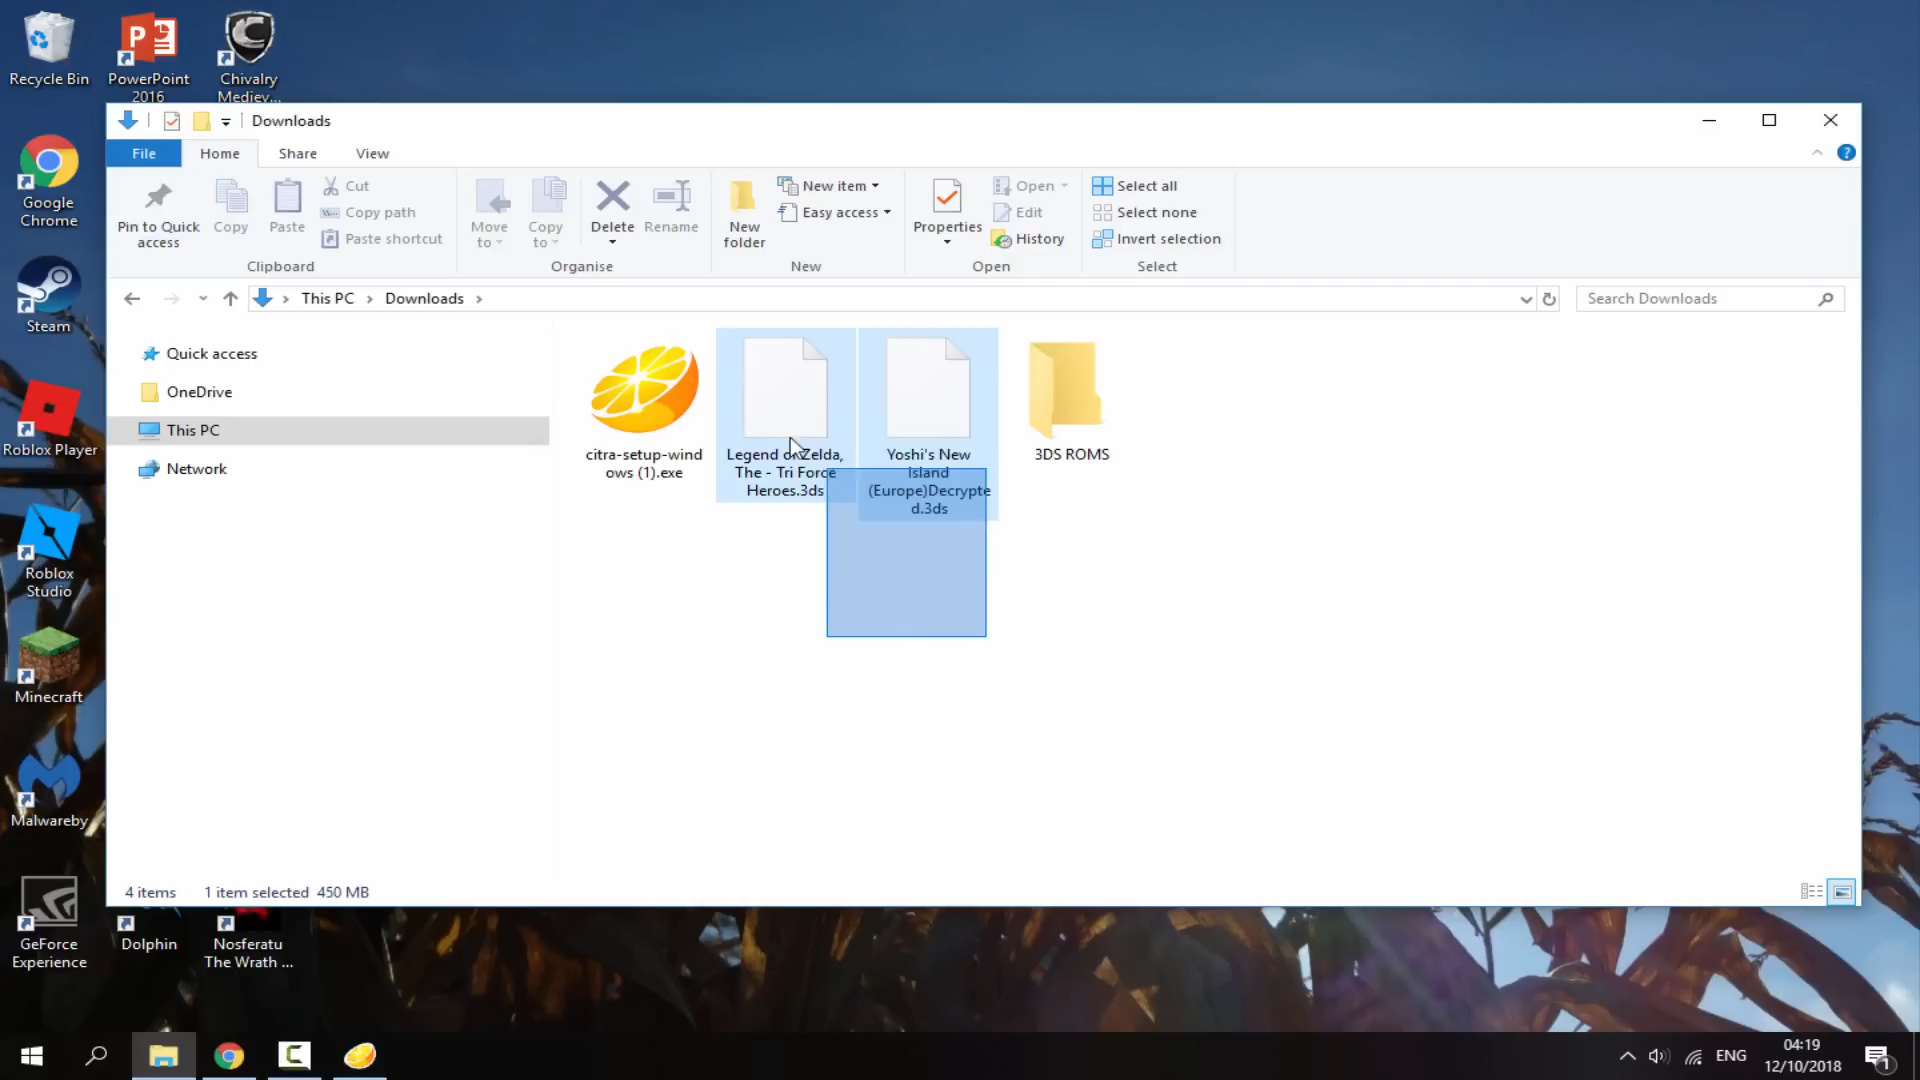 Recycle Bin
PowerPoint
2016
Chivalry
Mediev...
Google
Chrome
Steam
Roblox Player
Roblox
Studio
Minecraft
Malwareby
GeForce
Experience
Dolphin
Nosferatu
The Wrath ...
Downloads
File
Home
Share
View
Pin to Quick
access
Copy
Paste
Cut
Copy path
Paste shortcut
Clipboard
Move
to
Copy
to
Delete
Rename
Organise
New
folder
New item
Easy access
New
Properties
Open
Edit
History
Open
Select all
Select none
Invert selection
Select
This PC
Downloads
Search Downloads
Quick access
OneDrive
This PC
Network
citra-setup-wind
ows (1).exe
Legend of Zelda,
The - Tri Force
Heroes.3ds
Yoshi's New
Island
(Europe)Decrypte
d.3ds
3DS ROMS
4 items
1 item selected 450 MB
ENG
04:19
12/10/2018
1